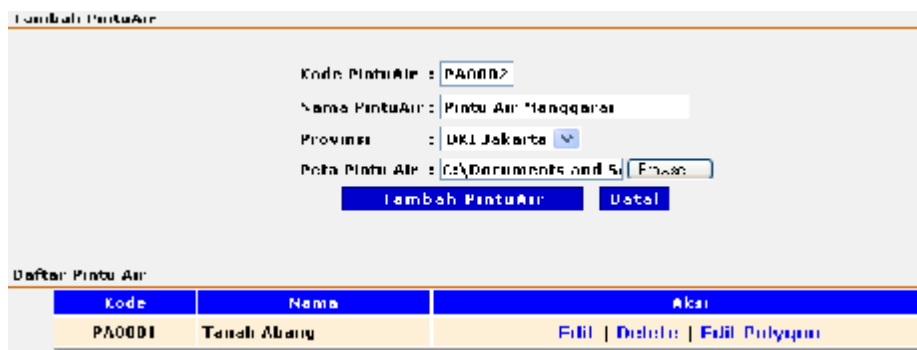 Tambah PintuAir
Kode PintuAir : PA0002
Nama PintuAir : Pintu Air Manggarai
Provinsi : DKI Jakarta
Peta Pintu Air : C:\Documents and Se Browse...
Tambah PintuAir Batal
Daftar Pintu Air
Kode Nama Aksi
PA0001 Tanah Abang Edit | Delete | Edit Polygon